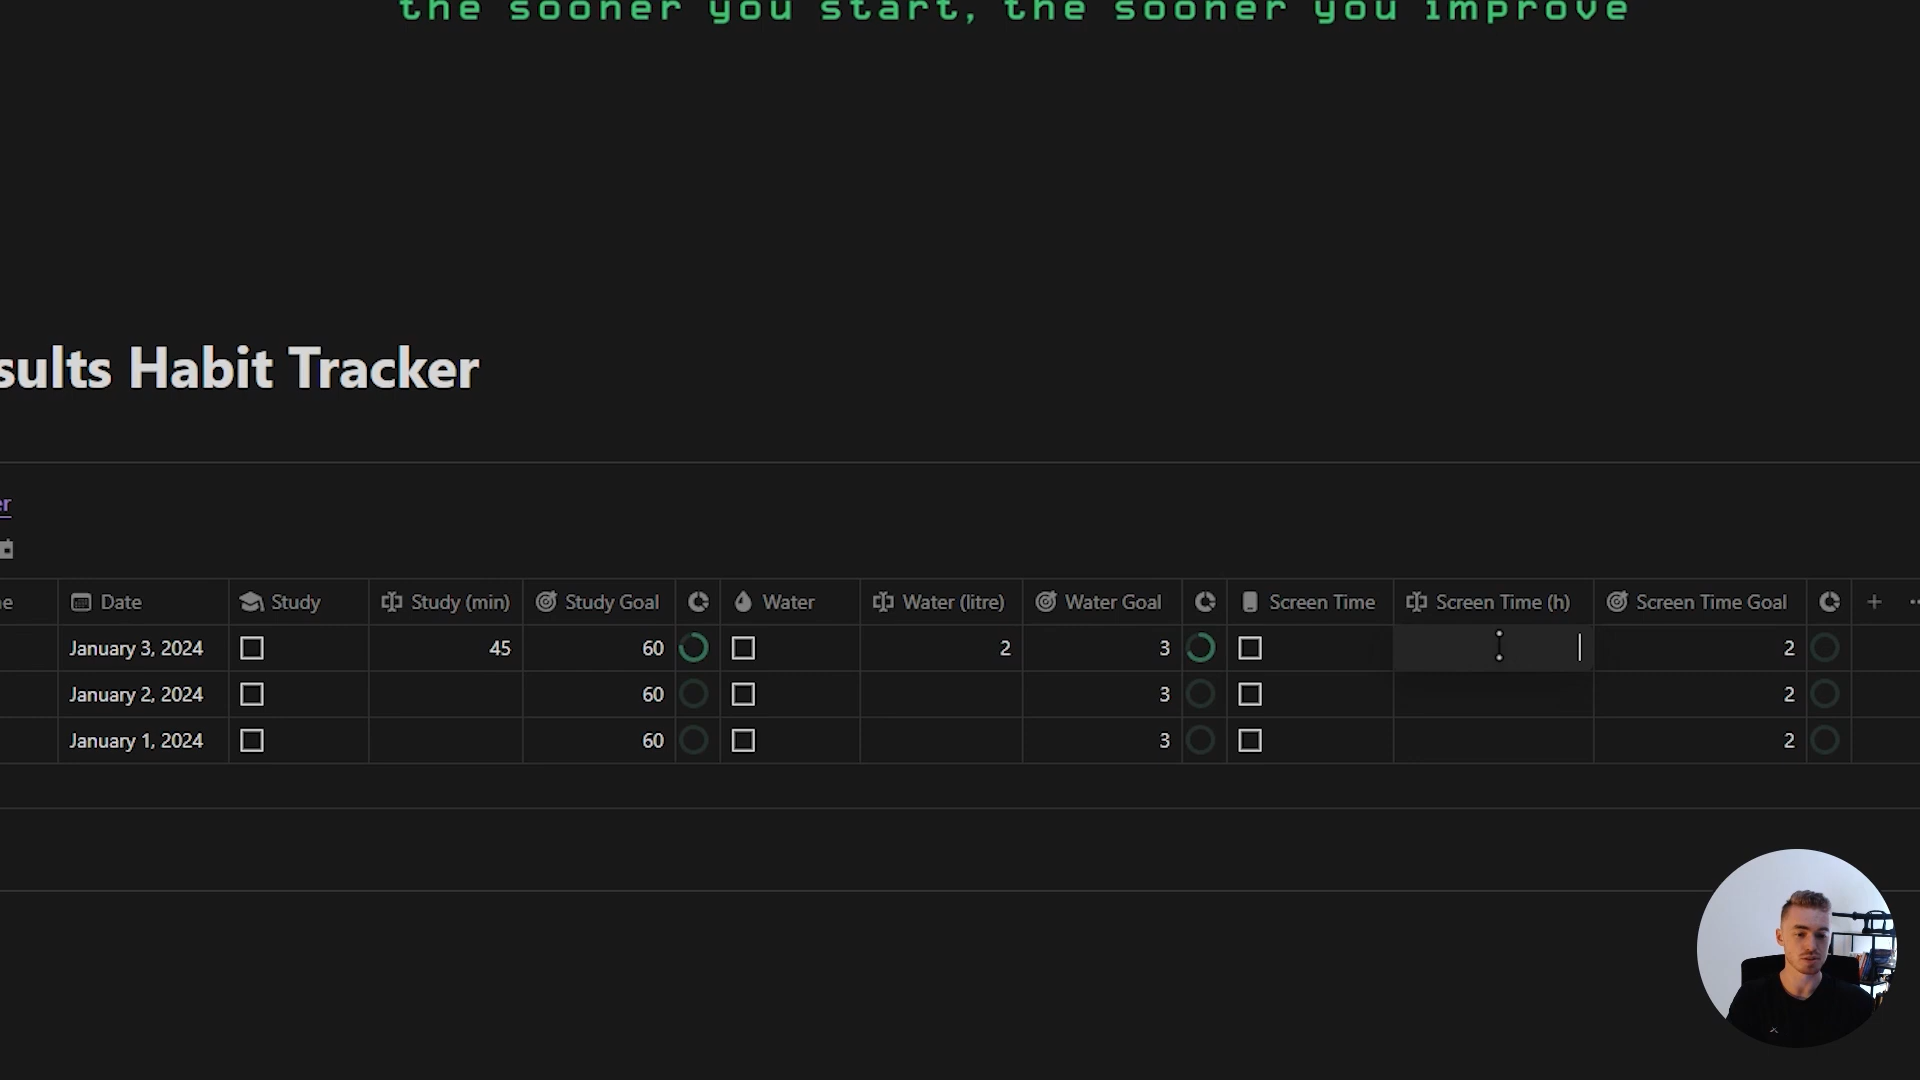 the sooner you start, the sooner you improve
sults Habit Tracker
er
e Date Study Study (min) Study Goal Water Water (litre) Water Goal Screen Time Screen Time (h) Screen Time Goal
January 3, 2024 45 60 2 3 2
January 2, 2024 60 3 2
January 1, 2024 60 3 2